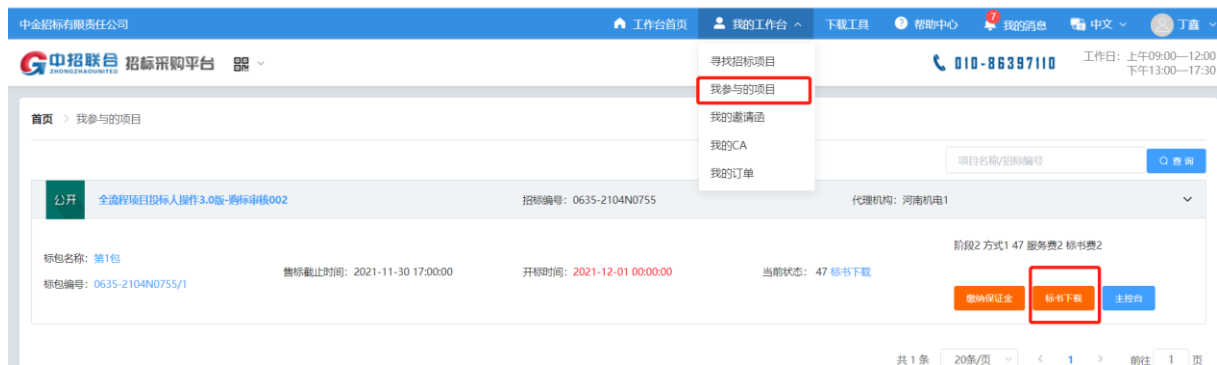 中金招标有限责任公司 工作台首页 我的工作台 下载工具 帮助中心 7 我的消息 中文 丁鑫
中招联合 招标采购平台 010-86397110 工作日：上午09:00—12:00
ZHONGZHAOUNITED 下午13:00—17:30
寻找招标项目
我参与的项目
我的邀请函
我的CA
我的订单
首页 > 我参与的项目
项目名称/招标编号 查询
公开 全流程项目投标人操作3.0版-购标审核002 招标编号：0635-2104N0755 代理机构：河南机电1
阶段2 方式1 47 服务费2 标书费2
标包名称：第1包
售标截止时间：2021-11-30 17:00:00 开标时间：2021-12-01 00:00:00 当前状态：47 标书下载
标包编号：0635-2104N0755/1
缴纳保证金 标书下载 主控台
共 1 条 20条/页 < 1 > 前往 1 页